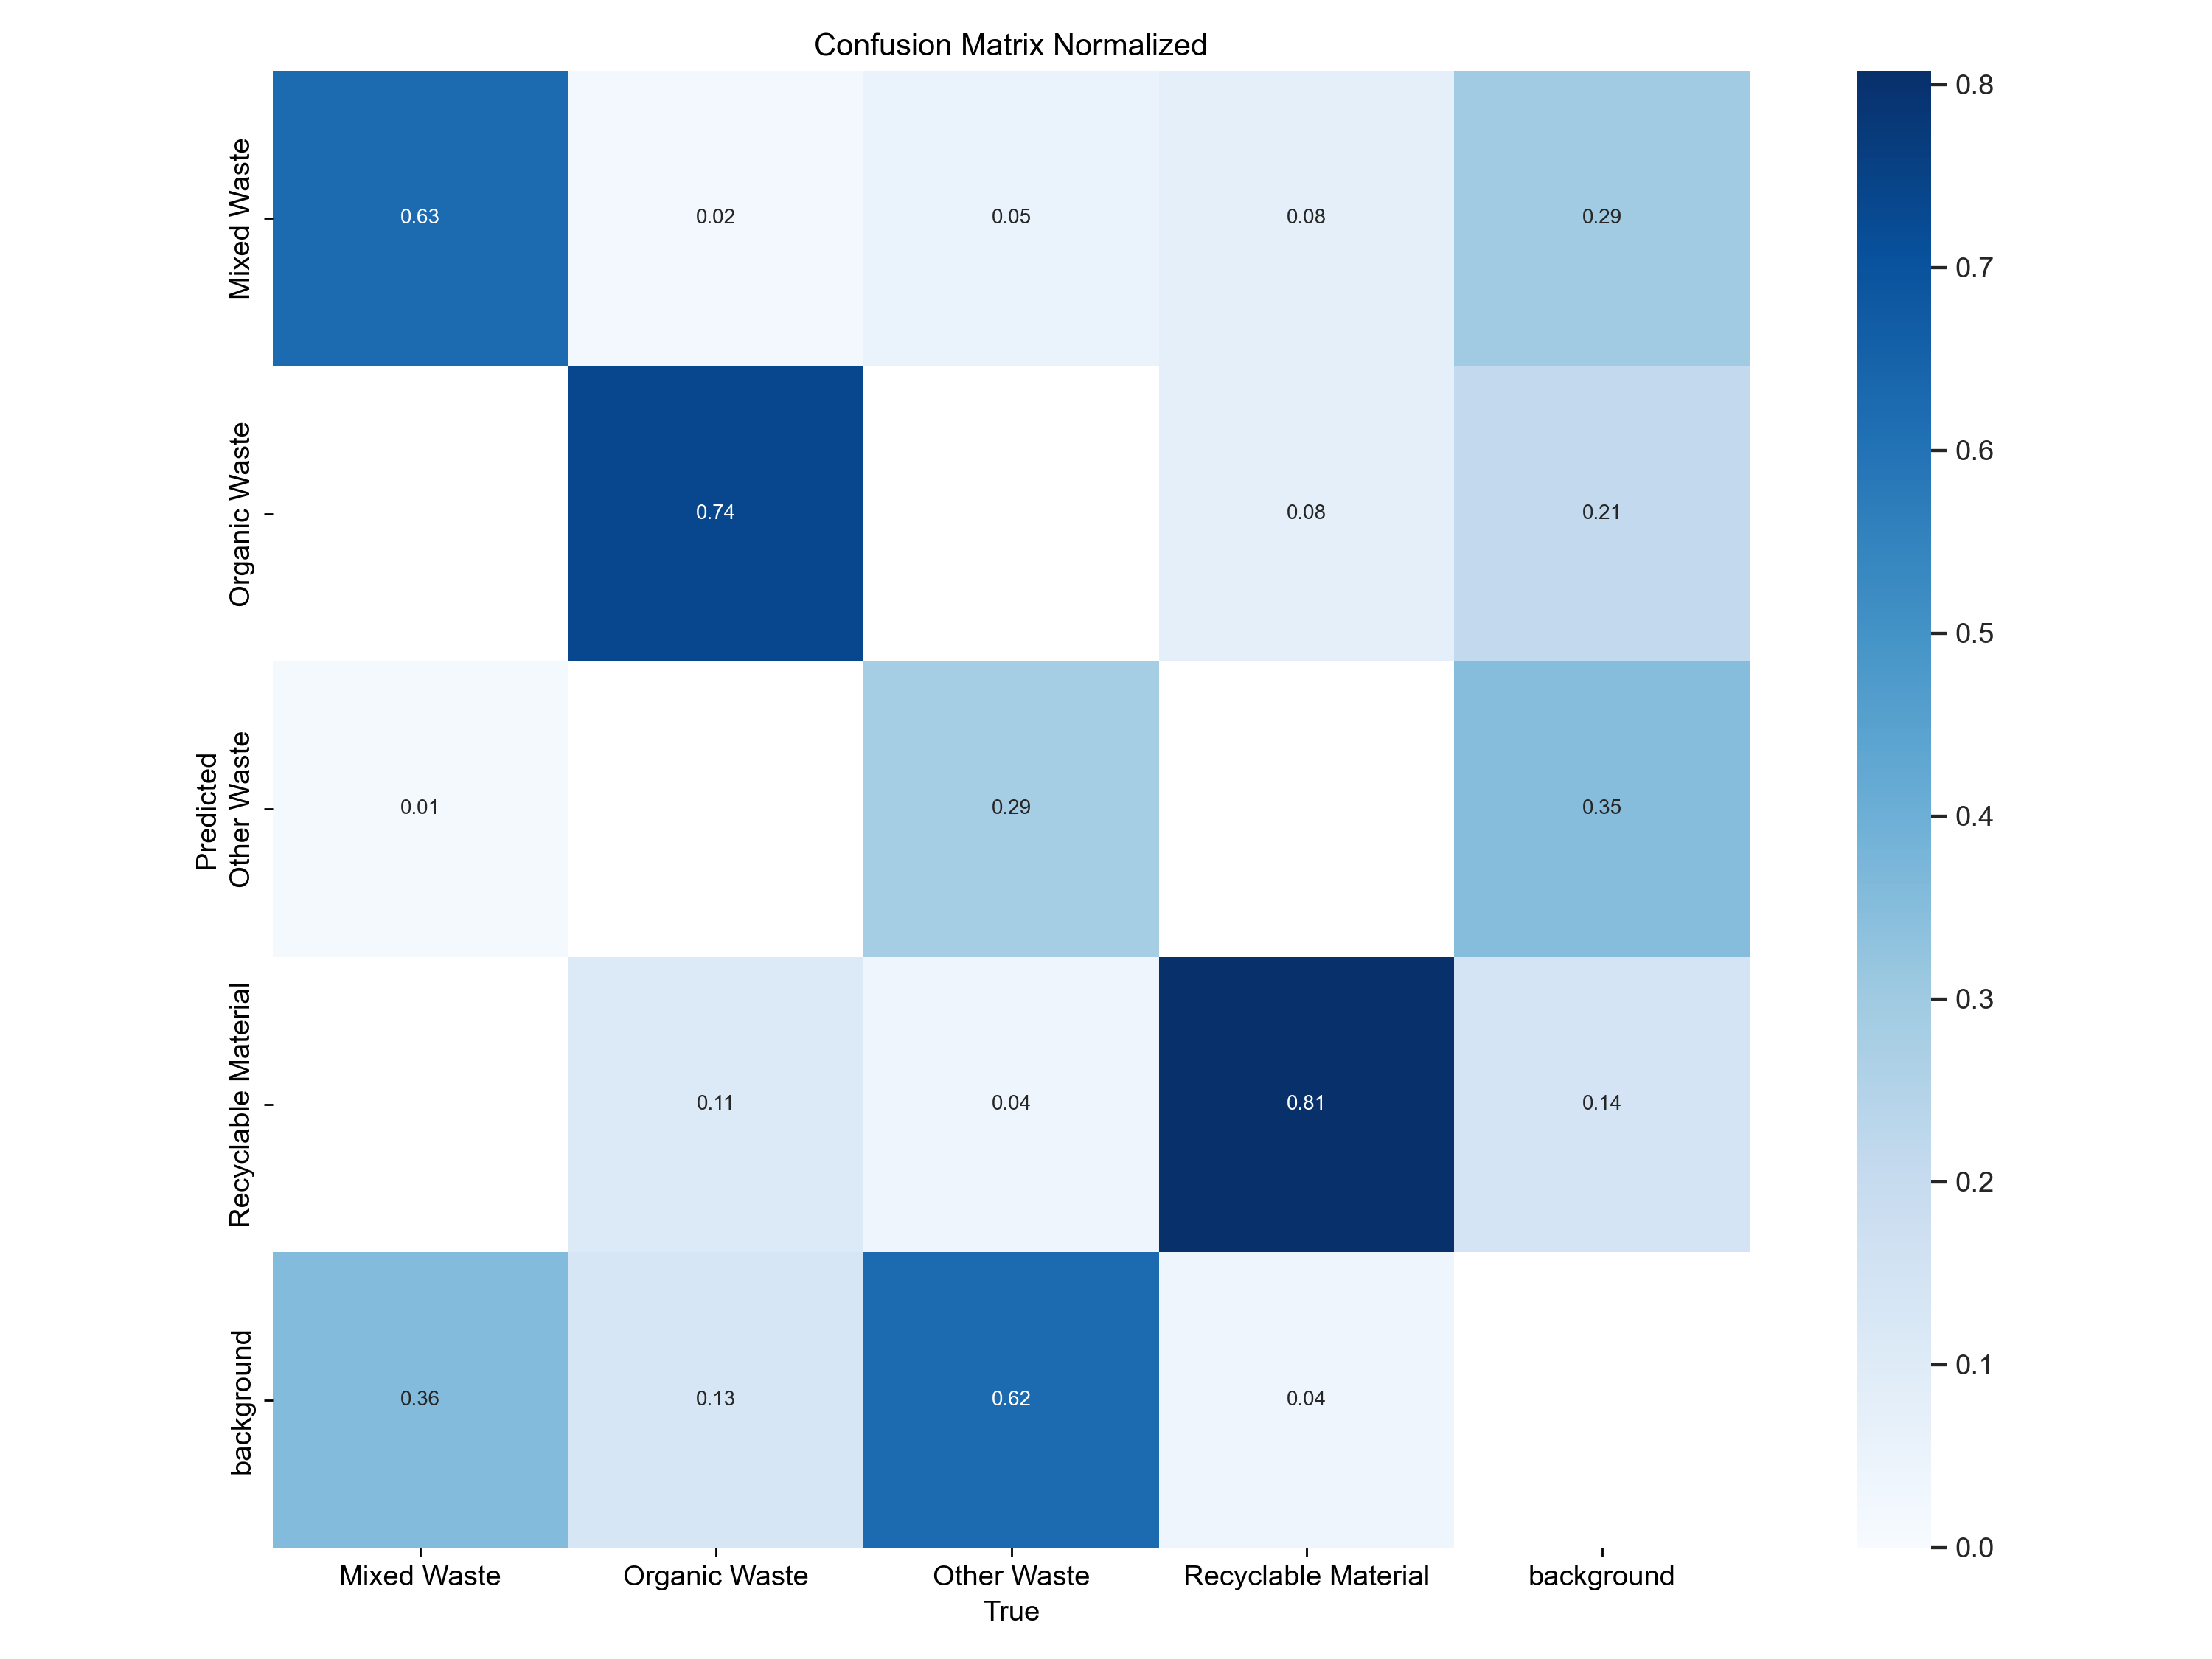 Confusion Matrix Normalized
Mixed Waste
0.63
0.02
0.05
0.08
0.29
Organic Waste
0.74
0.08
0.21
Predicted
Other Waste
0.01
0.29
0.35
Recyclable Material
0.11
0.04
0.81
0.14
background
0.36
0.13
0.62
0.04
Mixed Waste
Organic Waste
Other Waste
Recyclable Material
background
True
0.8
0.7
0.6
0.5
0.4
0.3
0.2
0.1
0.0